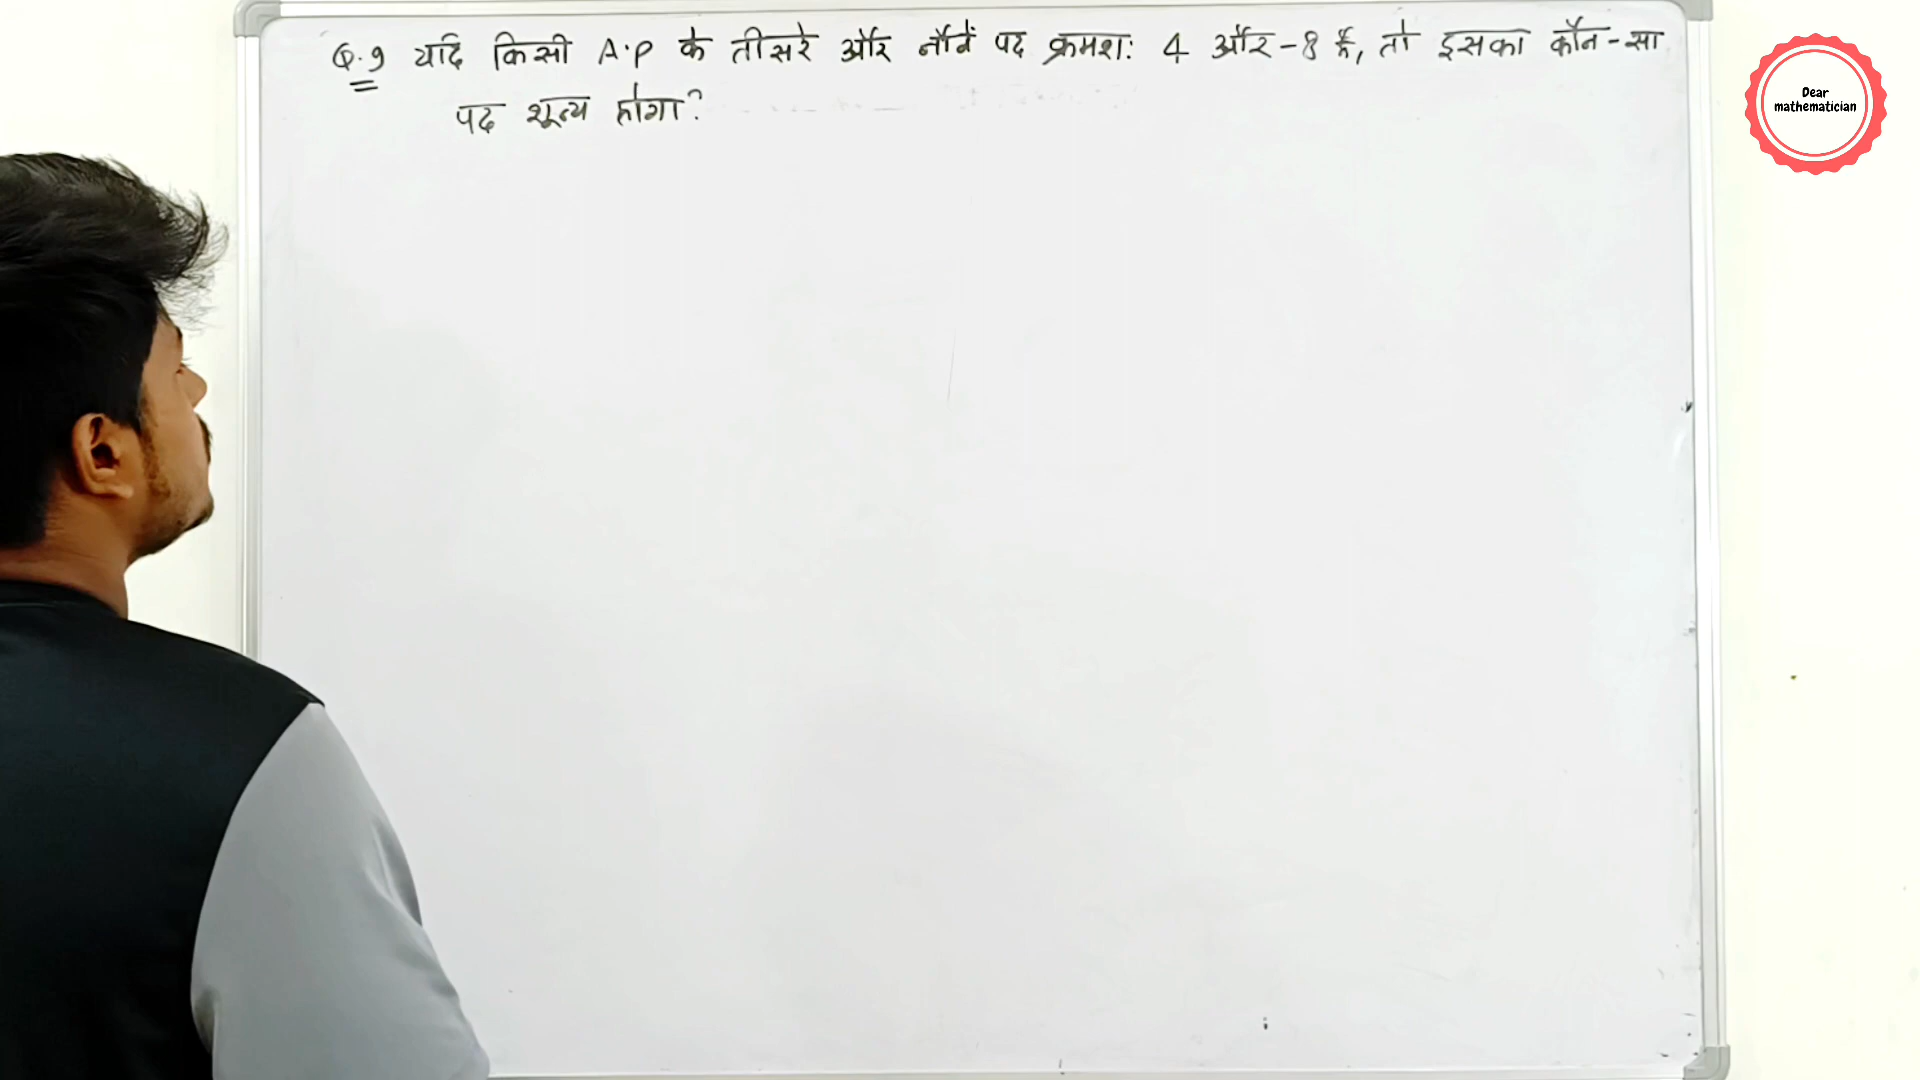 Q.9 यदि किसी A.P के तीसरे और नौवें पद क्रमशः 4 और -8 हैं, तो इसका कौन-सा
पद शून्य होगा?
Dear
mathematician